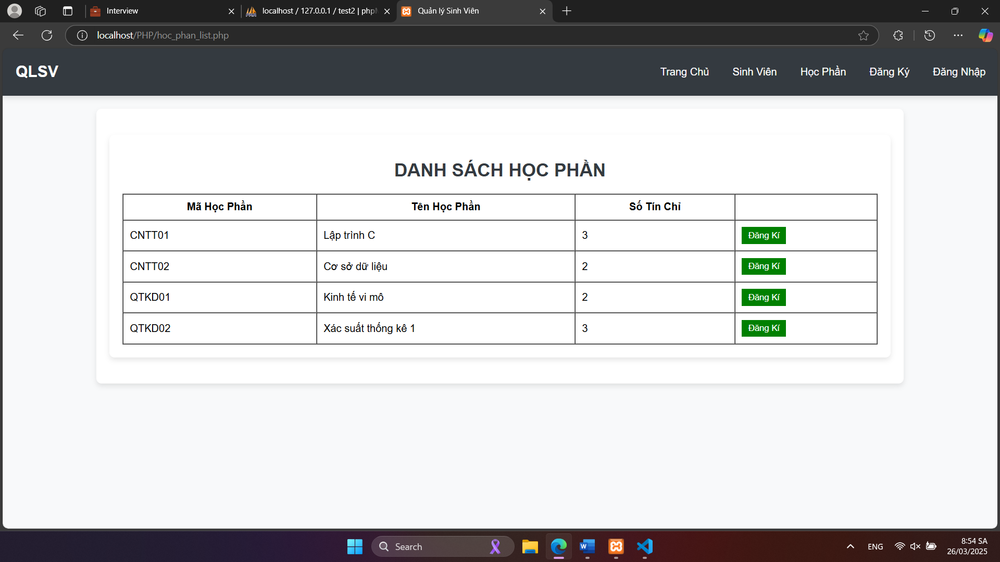 Interview
localhost / 127.0.0.1 / test2 | phpM
Quản lý Sinh Viên
localhost/PHP/hoc_phan_list.php
QLSV
Trang Chủ Sinh Viên Học Phần Đăng Ký Đăng Nhập
DANH SÁCH HỌC PHẦN
Mã Học Phần Tên Học Phần Số Tín Chỉ
CNTT01 Lập trình C 3 Đăng Kí
CNTT02 Cơ sở dữ liệu 2 Đăng Kí
QTKD01 Kinh tế vi mô 2 Đăng Kí
QTKD02 Xác suất thống kê 1 3 Đăng Kí
Search
ENG
8:54 SA
26/03/2025